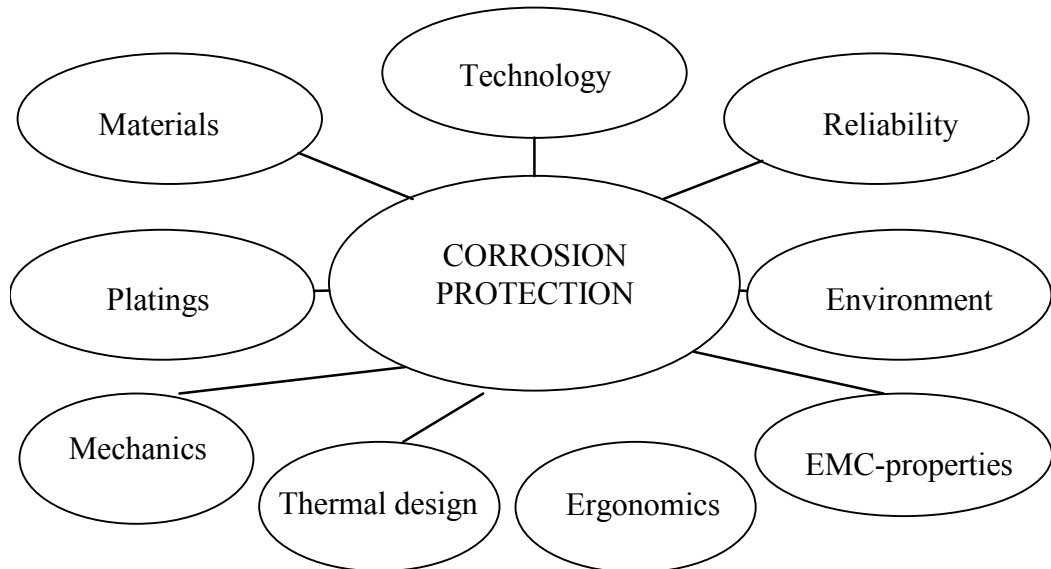 Technology
Materials
Reliability
CORROSION
PROTECTION
Platings
Environment
Mechanics
EMC-properties
Thermal design
Ergonomics